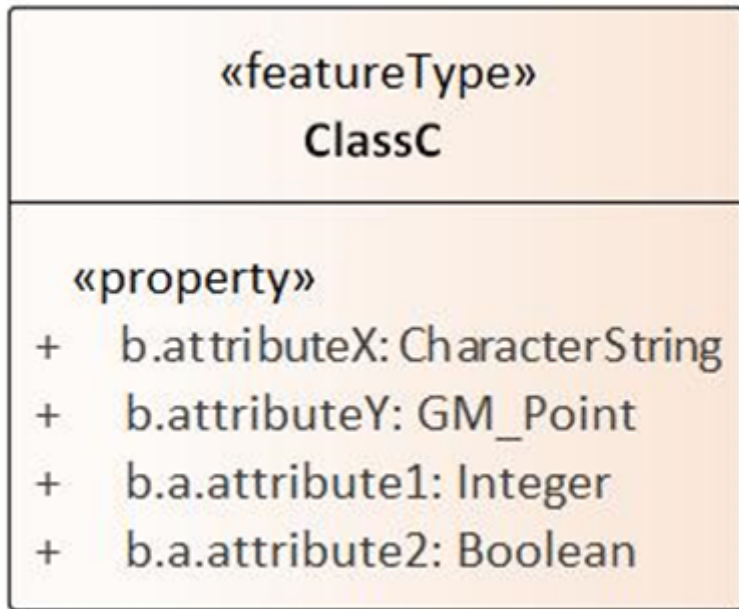 «featureType»
ClassC
«property»
+ b.attributeX: CharacterString
+ b.attributeY: GM_Point
+ b.a.attribute1: Integer
+ b.a.attribute2: Boolean